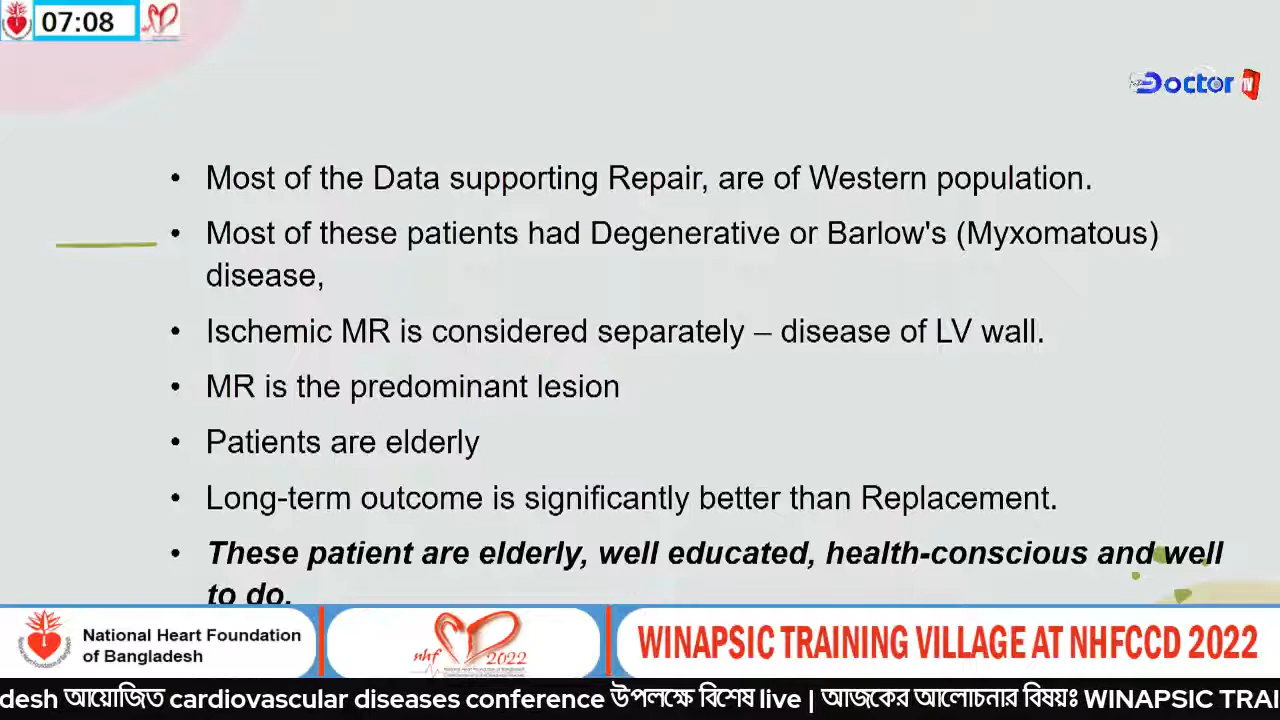 07:08
Doctor TV
• Most of the Data supporting Repair, are of Western population.
• Most of these patients had Degenerative or Barlow's (Myxomatous)
disease,
• Ischemic MR is considered separately – disease of LV wall.
• MR is the predominant lesion
• Patients are elderly
• Long-term outcome is significantly better than Replacement.
• These patient are elderly, well educated, health-conscious and well
to do.
National Heart Foundation
of Bangladesh
nhf 2022
WINAPSIC TRAINING VILLAGE AT NHFCCD 2022
desh আয়োজিত cardiovascular diseases conference উপলক্ষে বিশেষ live | আজকের আলোচনার বিষয়ঃ WINAPSIC TRAI